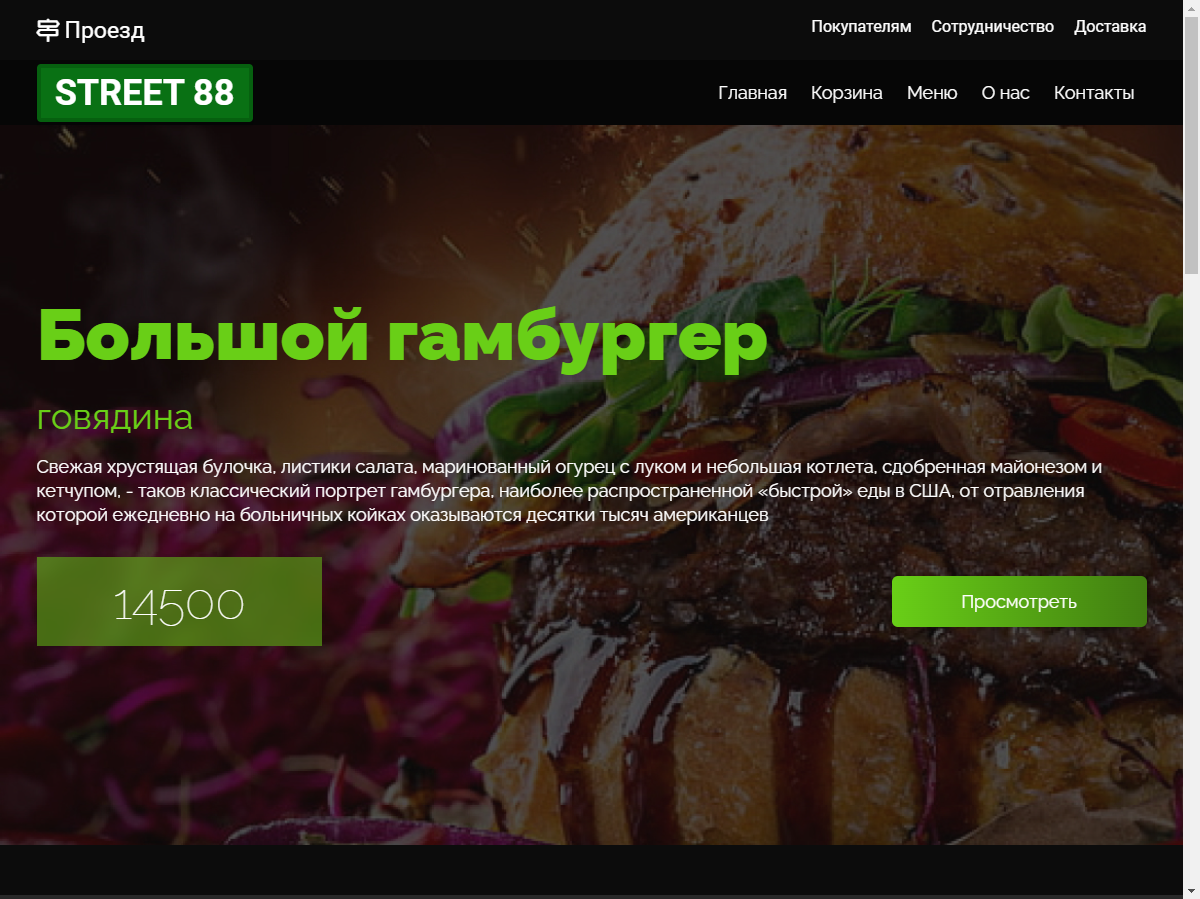 Проезд
Покупателям Сотрудничество Доставка
STREET 88
Главная Корзина Меню О нас Контакты
Большой гамбургер
говядина
Свежая хрустящая булочка, листики салата, маринованный огурец с луком и небольшая котлета, сдобренная майонезом и
кетчупом, - таков классический портрет гамбургера, наиболее распространенной «быстрой» еды в США, от отравления
которой ежедневно на больничных койках оказываются десятки тысяч американцев
14500
Просмотреть